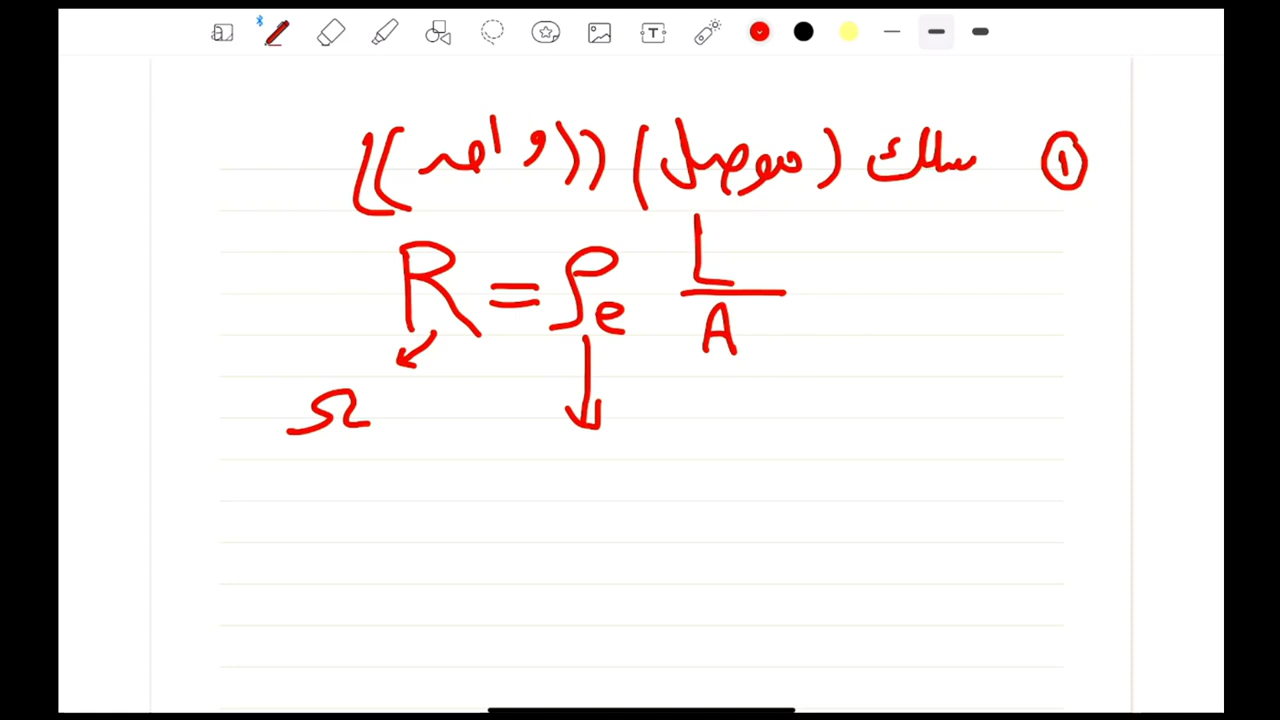 ① سلك (موصل) ((واحد))
R = ρe L/A
Ω